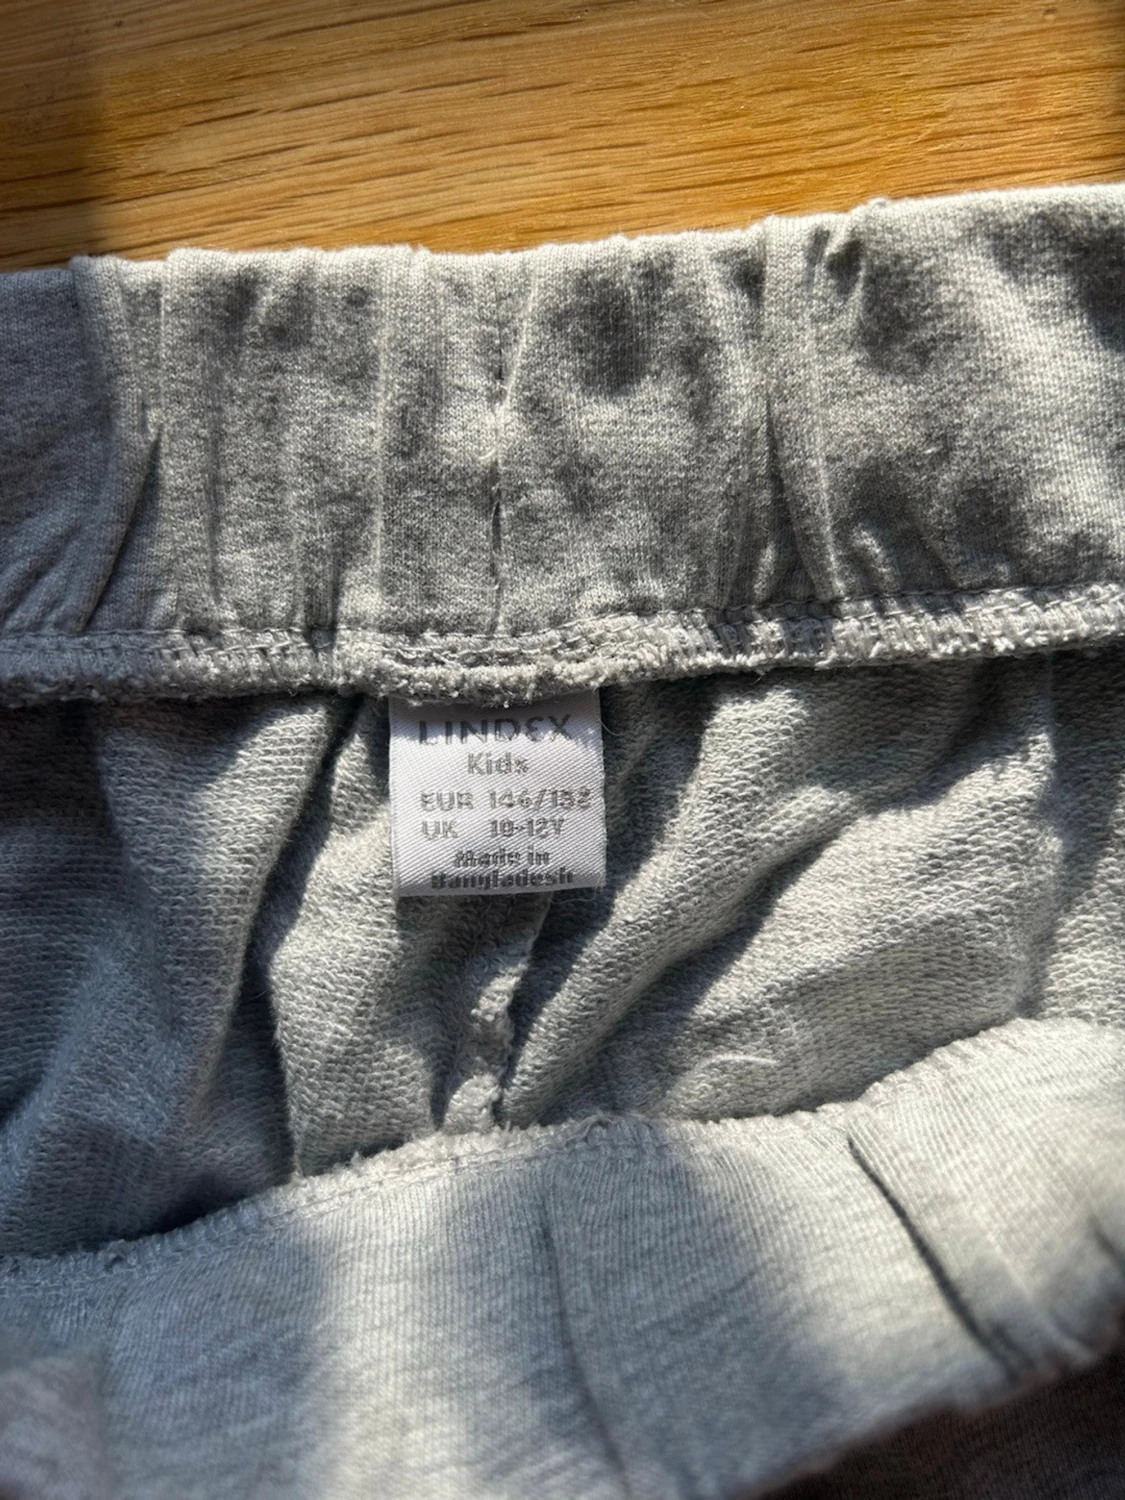 LINDEX
Kids
EUR 146/152
UK 10-12Y
Made in
Bangladesh